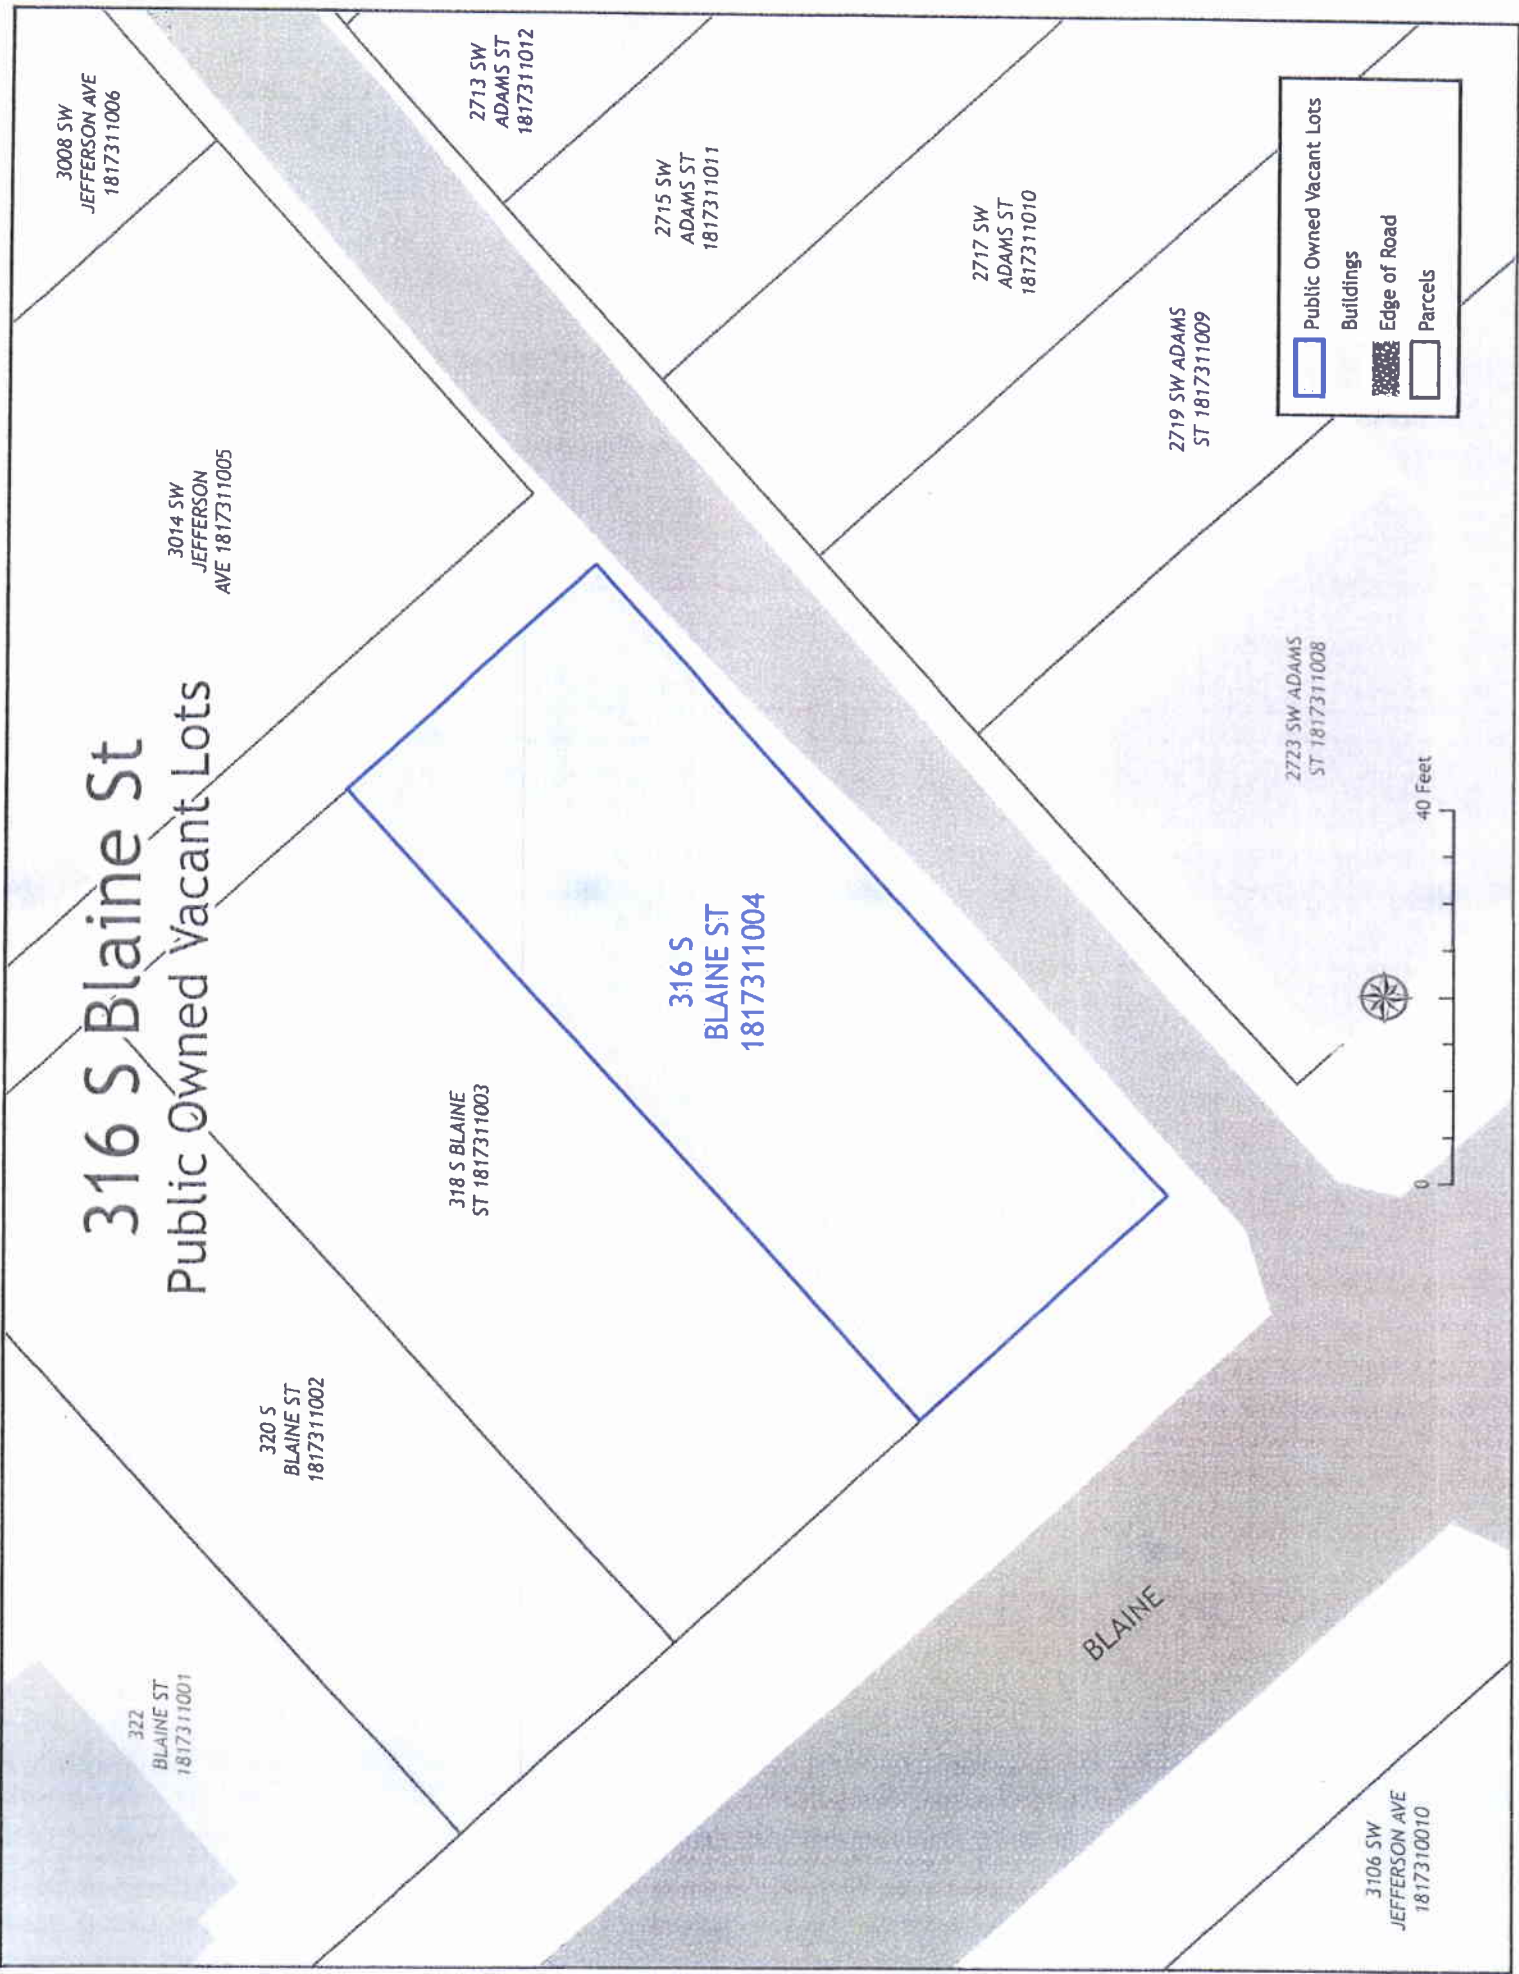 316 S Blaine St
Public Owned Vacant Lots
322
BLAINE ST
1817311001
320 S
BLAINE ST
1817311002
318 S BLAINE
ST 1817311003
3014 SW
JEFFERSON
AVE 1817311005
3008 SW
JEFFERSON AVE
1817311006
316 S
BLAINE ST
1817311004
2713 SW
ADAMS ST
1817311012
2715 SW
ADAMS ST
1817311011
2717 SW
ADAMS ST
1817311010
2719 SW ADAMS
ST 1817311009
2723 SW ADAMS
ST 1817311008
BLAINE
3106 SW
JEFFERSON AVE
1817310010
0
40 Feet
Public Owned Vacant Lots
Buildings
Edge of Road
Parcels